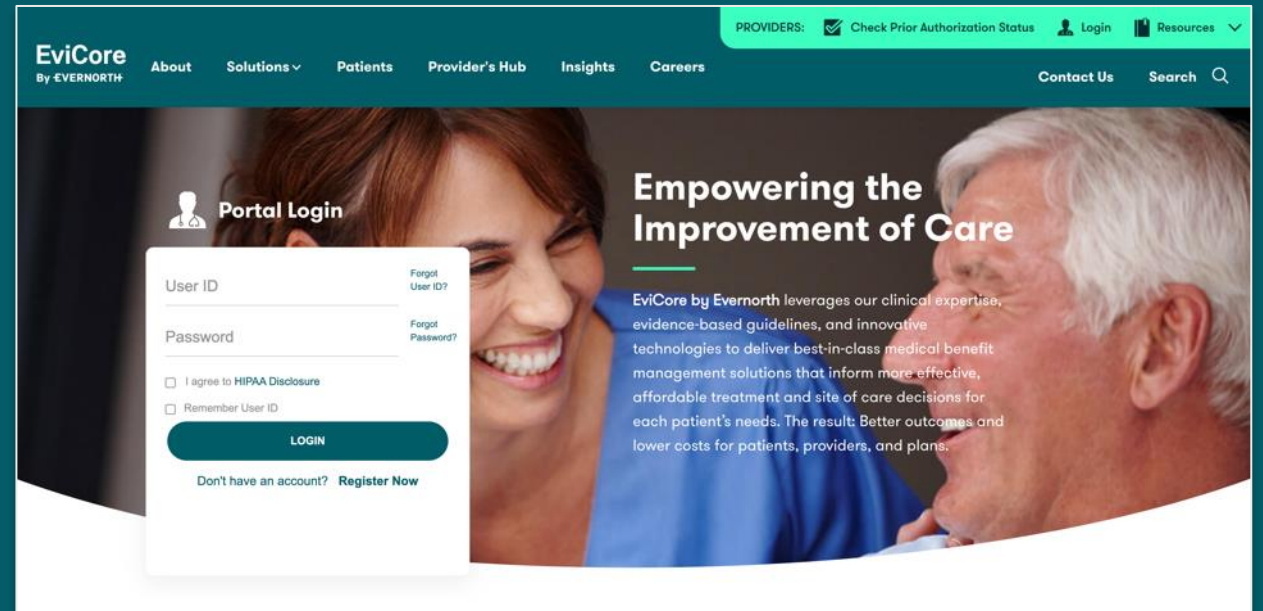 PROVIDERS: Check Prior Authorization Status Login Resources
EviCore
By EVERNORTH
About Solutions Patients Provider's Hub Insights Careers
Contact Us Search
Portal Login
User ID
Forgot
User ID?
Password
Forgot
Password?
I agree to HIPAA Disclosure
Remember User ID
LOGIN
Don't have an account? Register Now
Empowering the
Improvement of Care
EviCore by Evernorth leverages our clinical expertise,
evidence-based guidelines, and innovative
technologies to deliver best-in-class medical benefit
management solutions that inform more effective,
affordable treatment and site of care decisions for
each patient's needs. The result: Better outcomes and
lower costs for patients, providers, and plans.